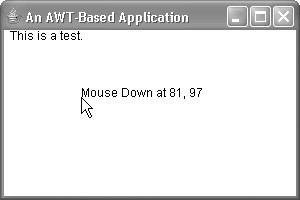 An AWT-Based Application
This is a test.
Mouse Down at 81, 97